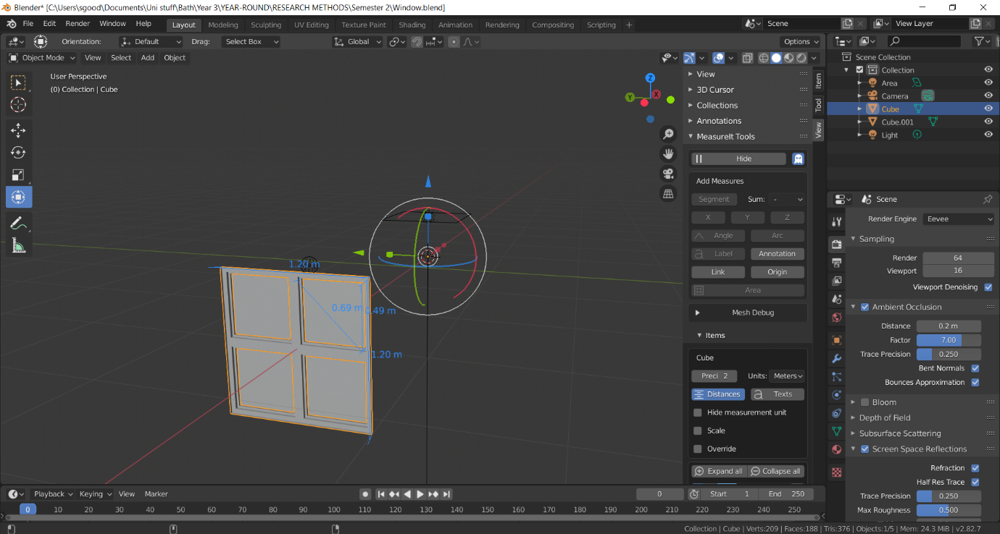 Blender* [C:\Users\sgood\Documents\Uni stuff\Bath\Year 3\YEAR-ROUND\RESEARCH METHODS\Semester 2\Window.blend]
File Edit Render Window Help Layout Modeling Sculpting UV Editing Texture Paint Shading Animation Rendering Compositing Scripting + Scene View Layer
Orientation: Default Drag: Select Box Global Options
Object Mode View Select Add Object
User Perspective
(0) Collection | Cube
Z
Y
X
1.20 m
0.69 m
0.49 m
1.20 m
View
3D Cursor
Collections
Annotations
MeasureIt Tools
Hide
Add Measures
Segment Sum: -
X Y Z
Angle Arc
a Label Annotation
Link Origin
Area
Mesh Debug
Items
Cube
Preci 2 Units: Meters
Distances a Texts
Hide measurement unit
Scale
Override
Expand all Collapse all
Item
Tool
View
Scene Collection
Collection
Area
Camera
Cube
Cube.001
Light
Scene
Render Engine Eevee
Sampling
Render 64
Viewport 16
Viewport Denoising
Ambient Occlusion
Distance 0.2 m
Factor 7.00
Trace Precision 0.250
Bent Normals
Bounces Approximation
Bloom
Depth of Field
Subsurface Scattering
Screen Space Reflections
Refraction
Half Res Trace
Trace Precision 0.250
Max Roughness 0.500
Playback Keying View Marker 0 Start 1 End 250
0 10 20 30 40 50 60 70 80 90 100 110 120 130 140 150 160 170 180 190 200 210 220 230 240 250
Collection | Cube | Verts:209 | Faces:188 | Tris:376 | Objects:1/5 | Mem: 24.3 MiB | v2.82.7